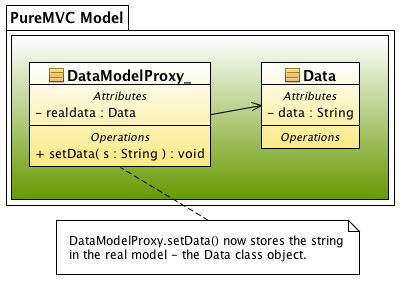 PureMVC Model
DataModelProxy_
Attributes
- realdata : Data
Operations
+ setData( s : String ) : void
Data
Attributes
- data : String
Operations
DataModelProxy.setData() now stores the string
in the real model - the Data class object.